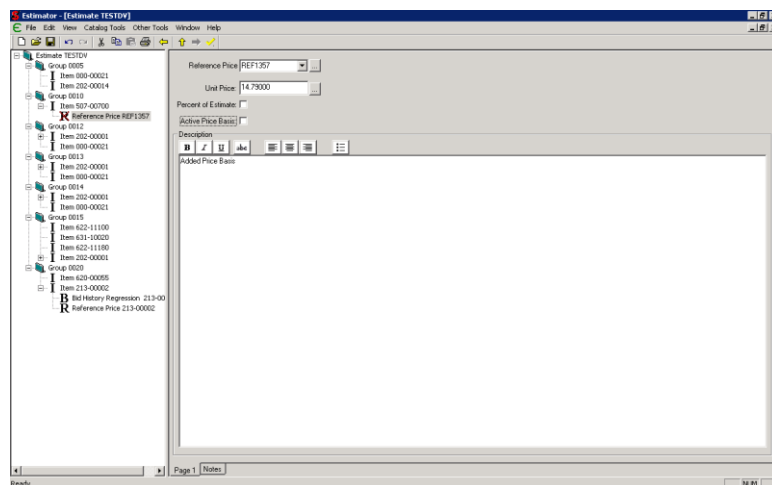 Estimator - [Estimate TESTDV]
File Edit View Catalog Tools Other Tools Window Help
Estimate TESTDV
Group 0005
Item 000-00021
Item 202-00014
Group 0010
Item 507-00700
R Reference Price REF1357
Group 0012
Item 202-00001
Item 000-00021
Group 0013
Item 202-00001
Item 000-00021
Group 0014
Item 202-00001
Item 000-00021
Group 0015
Item 622-11100
Item 631-10020
Item 622-11180
Item 202-00001
Group 0020
Item 620-00055
Item 213-00002
B Bid History Regression 213-00
R Reference Price 213-00002
Reference Price REF1357 ...
Unit Price: 14.79000 ...
Percent of Estimate:
Active Price Basis:
Description
B I U abc
Added Price Basis
Page 1 Notes
Ready NUM